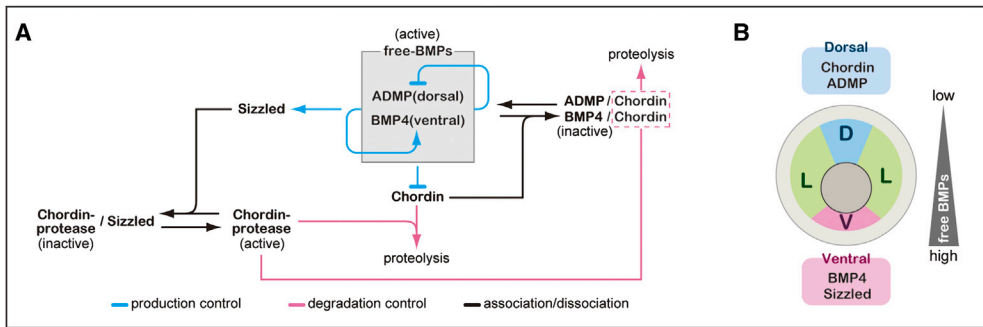 A
(active)
free-BMPs
ADMP(dorsal)
BMP4(ventral)
Sizzled
proteolysis
ADMP / Chordin
BMP4 / Chordin
(inactive)
Chordin
Chordin-
protease / Sizzled
(inactive)
Chordin-
protease
(active)
proteolysis
production control
degradation control
association/dissociation
B
Dorsal
Chordin
ADMP
D
L
L
V
Ventral
BMP4
Sizzled
low
free BMPs
high